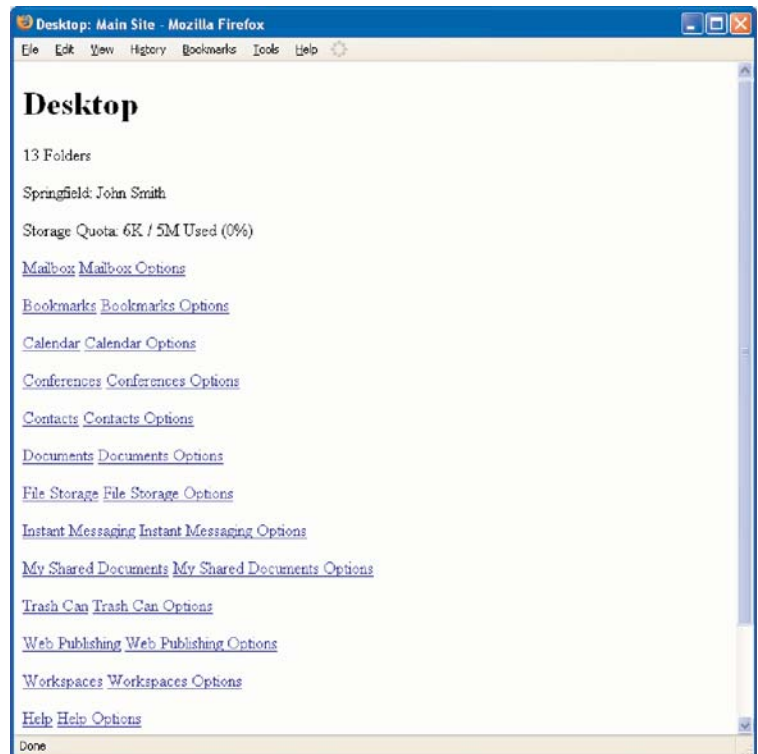 Desktop: Main Site - Mozilla Firefox
File Edit View History Bookmarks Tools Help
Desktop
13 Folders
Springfield: John Smith
Storage Quota: 6K / 5M Used (0%)
Mailbox Mailbox Options
Bookmarks Bookmarks Options
Calendar Calendar Options
Conferences Conferences Options
Contacts Contacts Options
Documents Documents Options
File Storage File Storage Options
Instant Messaging Instant Messaging Options
My Shared Documents My Shared Documents Options
Trash Can Trash Can Options
Web Publishing Web Publishing Options
Workspaces Workspaces Options
Help Help Options
Done